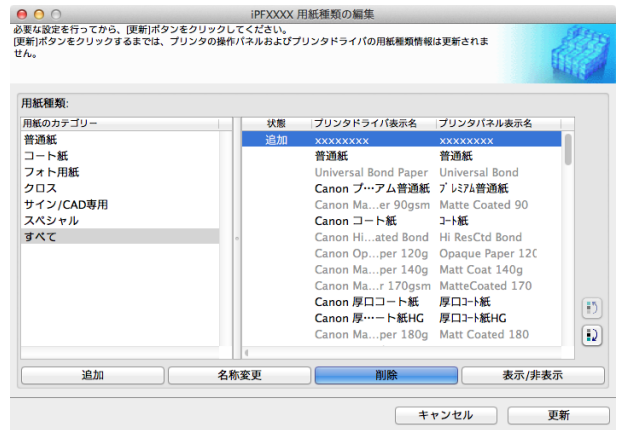 iPFXXXX 用紙種類の編集
必要な設定を行ってから、[更新]ボタンをクリックしてください。
[更新]ボタンをクリックするまでは、プリンタの操作パネルおよびプリンタドライバの用紙種類情報は更新されま
せん。
用紙種類:
用紙のカテゴリー 状態 プリンタドライバ表示名 プリンタパネル表示名
普通紙 追加 xxxxxxxx xxxxxxxx
コート紙 普通紙 普通紙
フォト用紙 Universal Bond Paper Universal Bond
クロス Canon プ…アム普通紙 プレミアム普通紙
サイン/CAD専用 Canon Ma...er 90gsm Matte Coated 90
スペシャル Canon コート紙 コート紙
すべて Canon Hi...ated Bond Hi ResCtd Bond
Canon Op...per 120g Opaque Paper 120
Canon Ma...per 140g Matt Coat 140g
Canon Ma...r 170gsm MatteCoated 170
Canon 厚口コート紙 厚口コート紙
Canon 厚…ート紙HG 厚口コート紙HG
Canon Ma...per 180g Matt Coated 180
追加 名称変更 削除 表示/非表示
キャンセル 更新